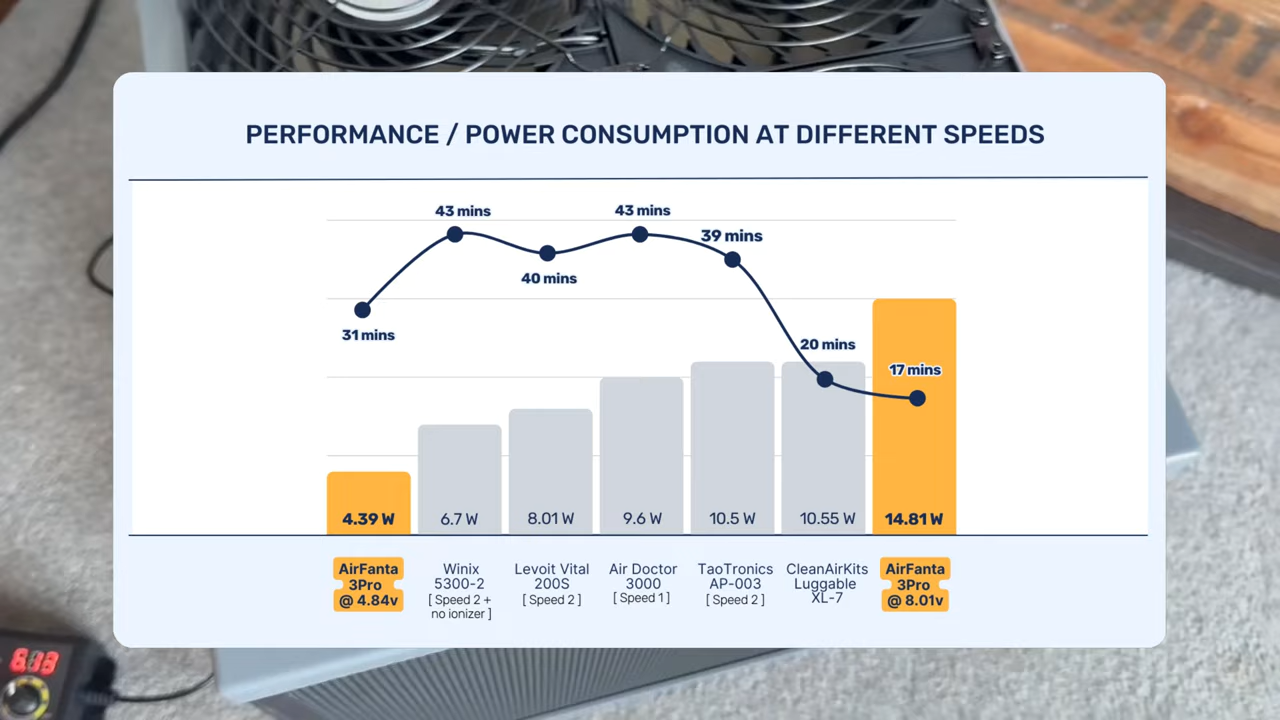 ART
PERFORMANCE / POWER CONSUMPTION AT DIFFERENT SPEEDS
43 mins
43 mins
39 mins
40 mins
31 mins
20 mins
17 mins
4.39 W
6.7 W
8.01 W
9.6 W
10.5 W
10.55 W
14.81 W
AirFanta
3Pro
@ 4.84v
Winix
5300-2
[ Speed 2 +
no ionizer ]
Levoit Vital
200S
[ Speed 2 ]
Air Doctor
3000
[ Speed 1 ]
TaoTronics
AP-003
[ Speed 2 ]
CleanAirKits
Luggable
XL-7
AirFanta
3Pro
@ 8.01v